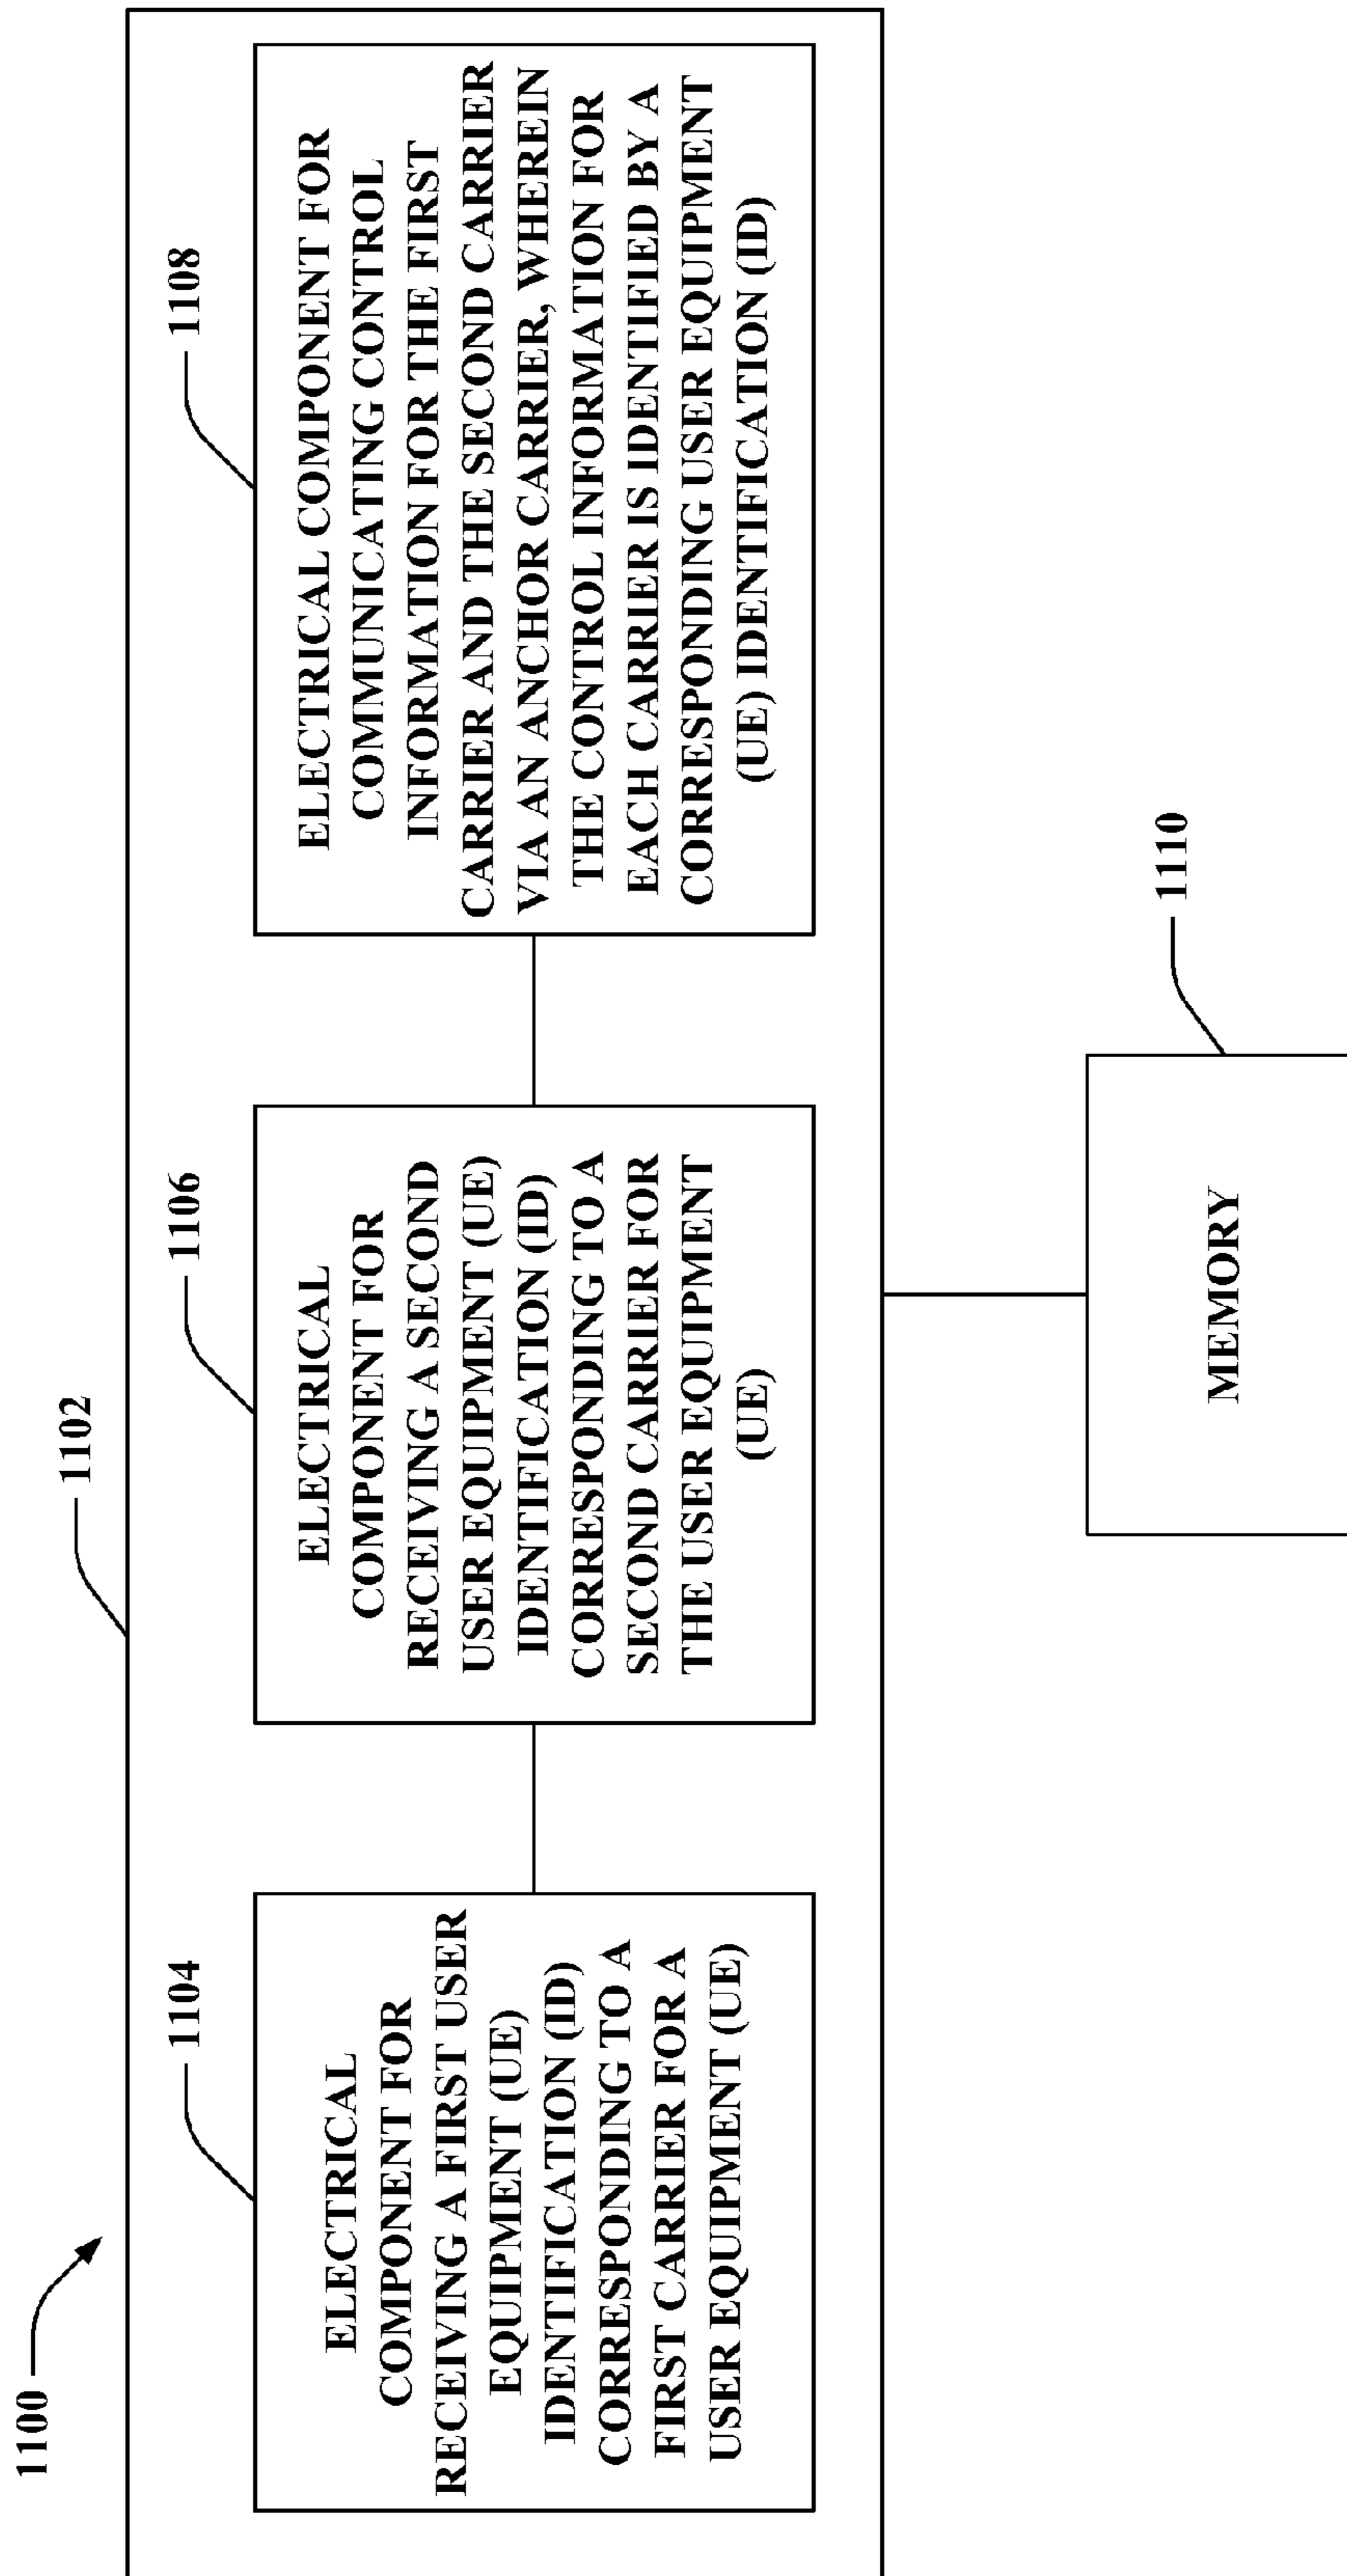 1100
1102
1104
ELECTRICAL
COMPONENT FOR
RECEIVING A FIRST USER
EQUIPMENT (UE)
IDENTIFICATION (ID)
CORRESPONDING TO A
FIRST CARRIER FOR A
USER EQUIPMENT (UE)
1106
ELECTRICAL
COMPONENT FOR
RECEIVING A SECOND
USER EQUIPMENT (UE)
IDENTIFICATION (ID)
CORRESPONDING TO A
SECOND CARRIER FOR
THE USER EQUIPMENT
(UE)
1108
ELECTRICAL COMPONENT FOR
COMMUNICATING CONTROL
INFORMATION FOR THE FIRST
CARRIER AND THE SECOND CARRIER
VIA AN ANCHOR CARRIER, WHEREIN
THE CONTROL INFORMATION FOR
EACH CARRIER IS IDENTIFIED BY A
CORRESPONDING USER EQUIPMENT
(UE) IDENTIFICATION (ID)
1110
MEMORY